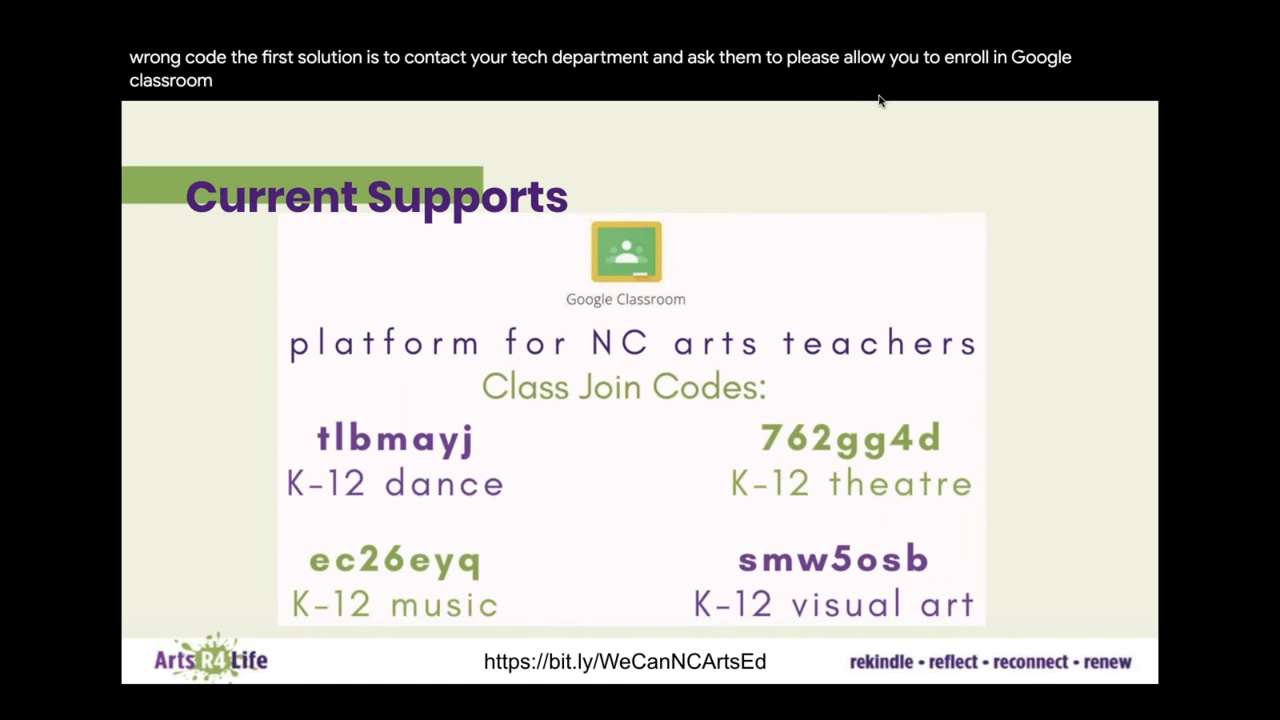 wrong code the first solution is to contact your tech department and ask them to please allow you to enroll in Google
classroom
Current Supports
Google Classroom
platform for NC arts teachers
Class Join Codes:
tlbmayj
K-12 dance
762gg4d
K-12 theatre
ec26eyq
K-12 music
smw5osb
K-12 visual art
Arts R4 Life
https://bit.ly/WeCanNCArtsEd
rekindle • reflect • reconnect • renew